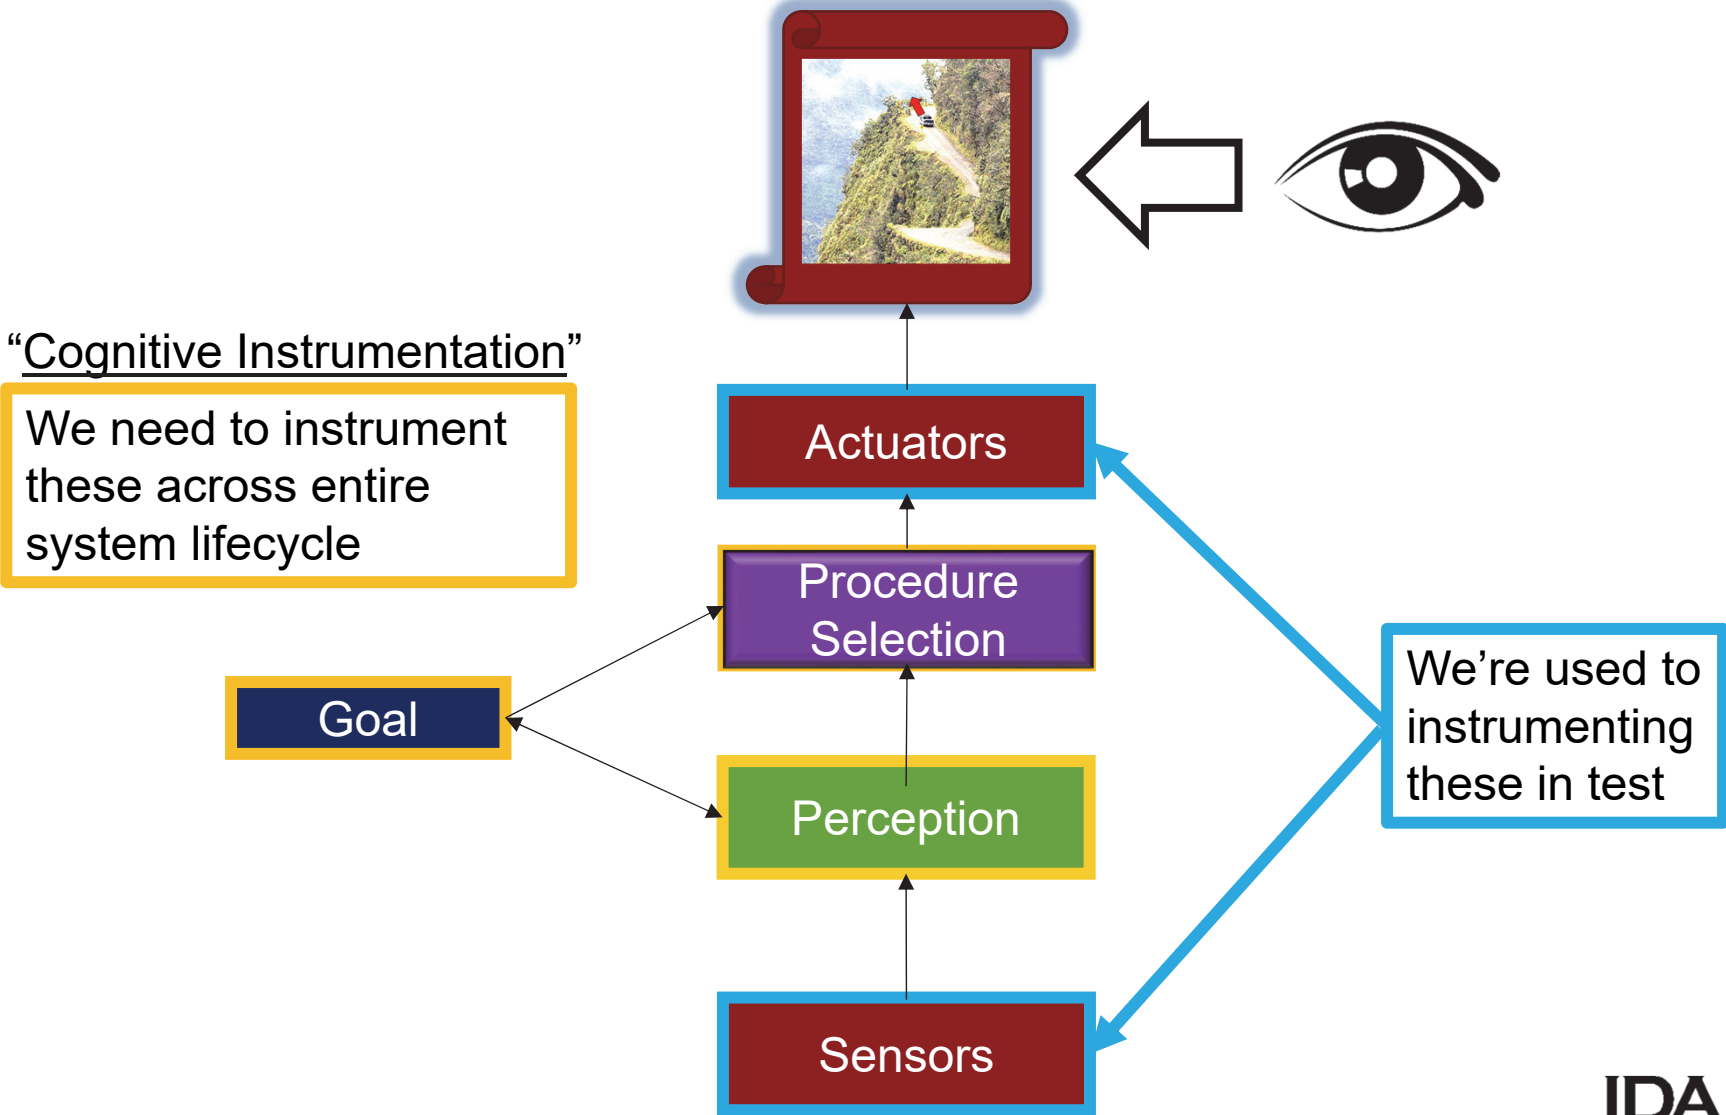 “Cognitive Instrumentation”
We need to instrument
these across entire
system lifecycle
Actuators
Procedure
Selection
Goal
Perception
We’re used to
instrumenting
these in test
Sensors
IDA